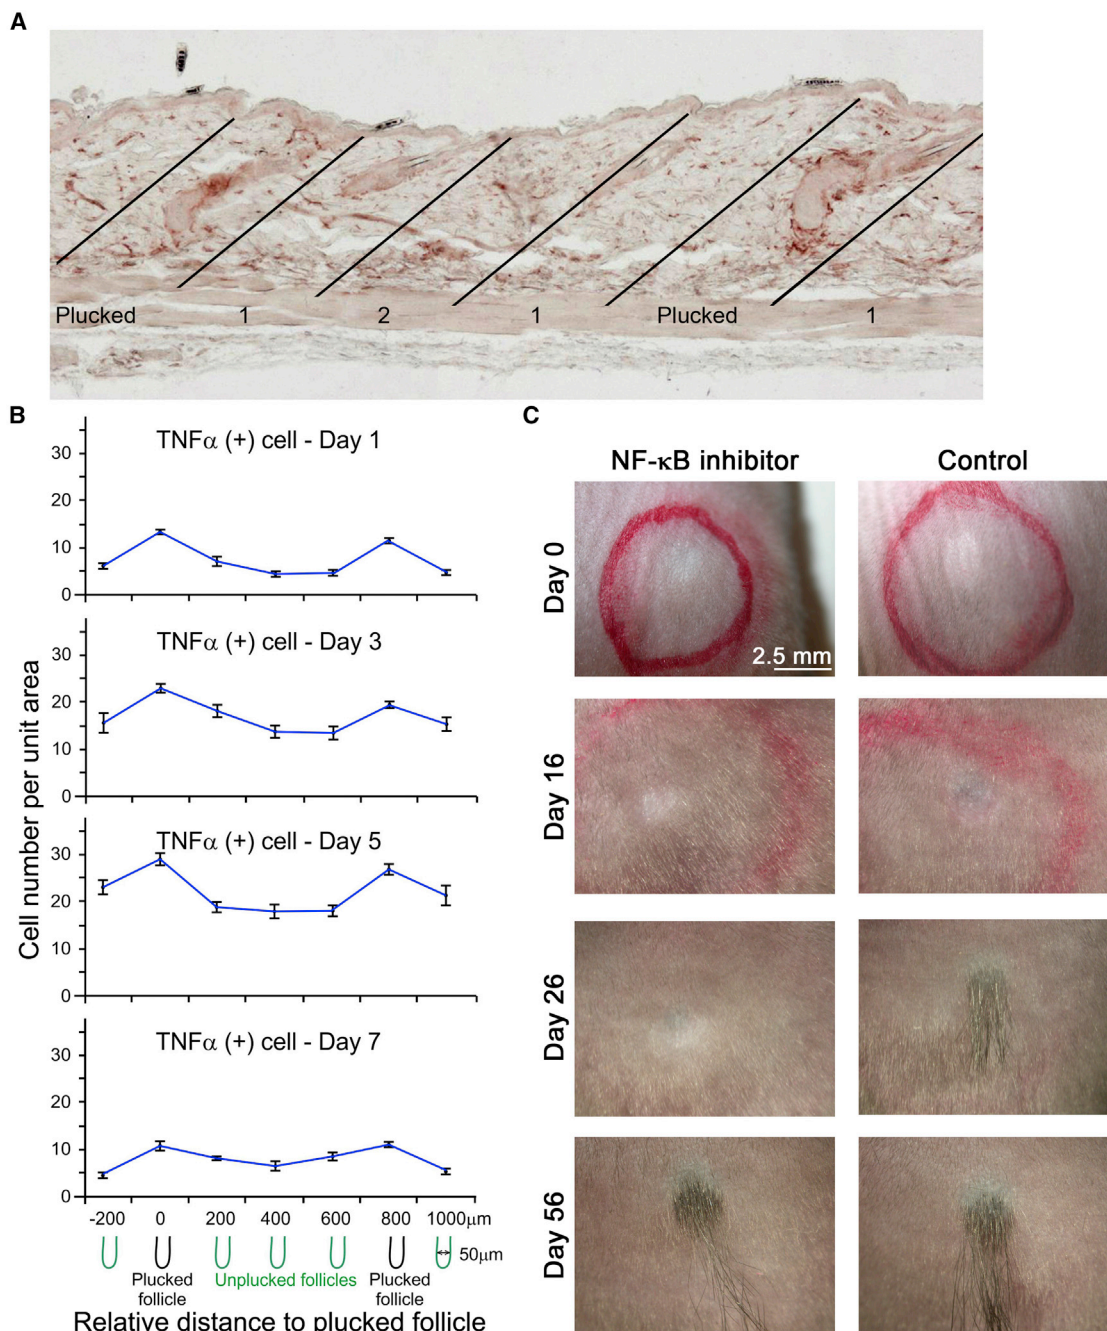 A
Plucked 1 2 1 Plucked 1
B
TNFα (+) cell - Day 1
30
20
10
0
TNFα (+) cell - Day 3
30
20
10
0
TNFα (+) cell - Day 5
30
20
10
0
TNFα (+) cell - Day 7
30
20
10
0
Cell number per unit area
-200 0 200 400 600 800 1000μm
50μm
Plucked follicle
Unplucked follicles
Plucked follicle
Relative distance to plucked follicle
C
NF-κB inhibitor Control
Day 0
2.5 mm
Day 16
Day 26
Day 56